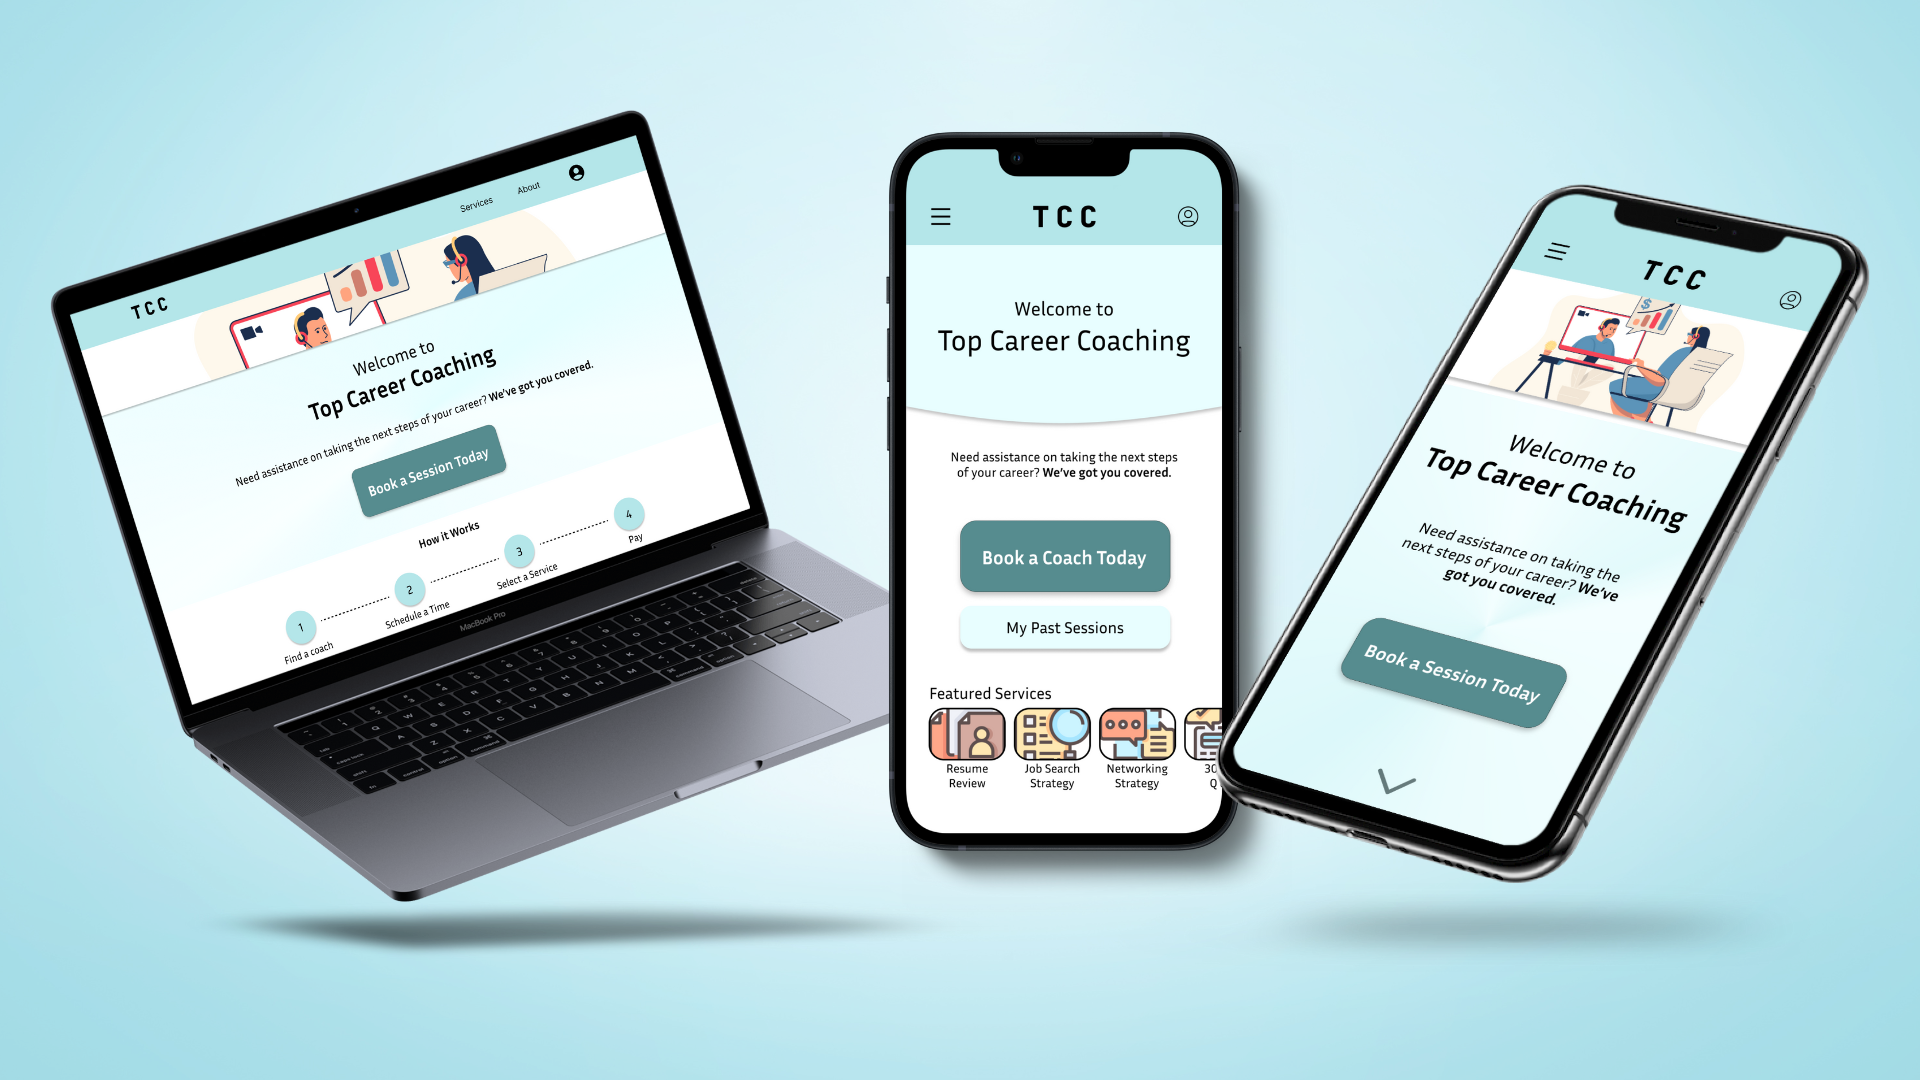 TCC
Services
About
Welcome to
Top Career Coaching
Need assistance on taking the next steps of your career? We've got you covered.
Book a Session Today
How it Works
1
2
3
4
Find a coach
Schedule a Time
Select a Service
Pay
MacBook Pro
TCC
Welcome to
Top Career Coaching
Need assistance on taking the next steps
of your career? We've got you covered.
Book a Coach Today
My Past Sessions
Featured Services
Resume
Review
Job Search
Strategy
Networking
Strategy
30
Q
TCC
$
Welcome to
Top Career Coaching
Need assistance on taking the
next steps of your career? We've
got you covered.
Book a Session Today